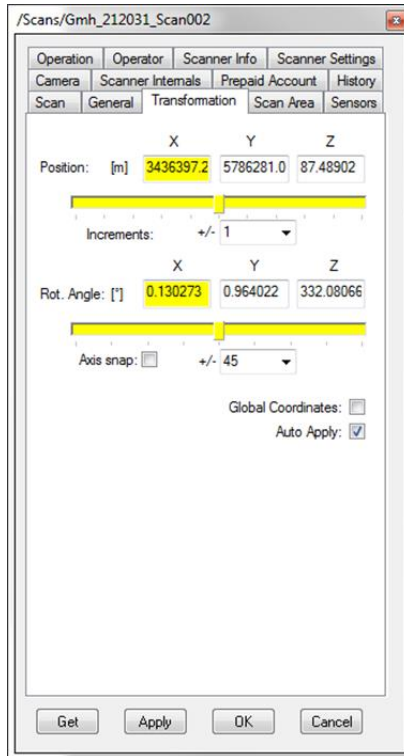 /Scans/Gmh_212031_Scan002
Operation Operator Scanner Info Scanner Settings
Camera Scanner Internals Prepaid Account History
Scan General Transformation Scan Area Sensors
X Y Z
Position: [m] 3436397.2 5786281.0 87.48902
Increments: +/- 1
X Y Z
Rot. Angle: [°] 0.130273 0.964022 332.08066
Axis snap: +/- 45
Global Coordinates:
Auto Apply:
Get Apply OK Cancel